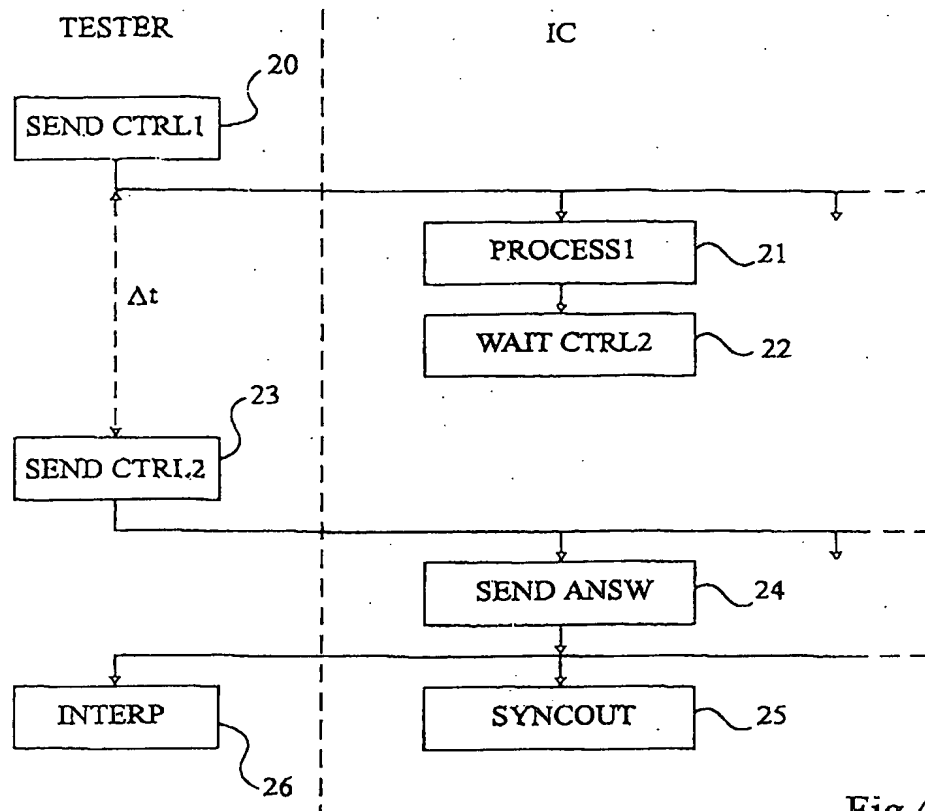 TESTER
IC
20
SEND CTRL1
PROCESS1
21
Δt
WAIT CTRL2
22
23
SEND CTRL2
SEND ANSW
24
INTERP
SYNCOUT
25
26